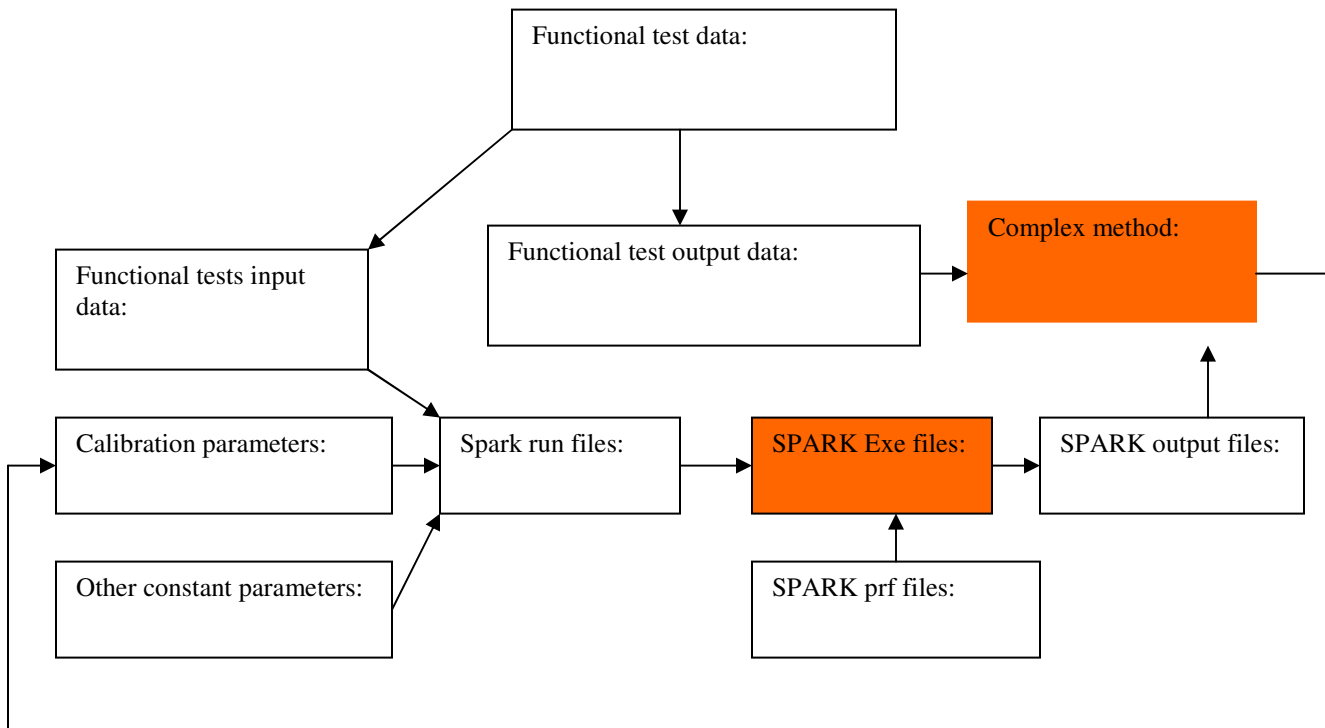 Functional test data:
Complex method:
Functional test output data:
Functional tests input
data:
Calibration parameters:
Spark run files:
SPARK Exe files:
SPARK output files:
Other constant parameters:
SPARK prf files: